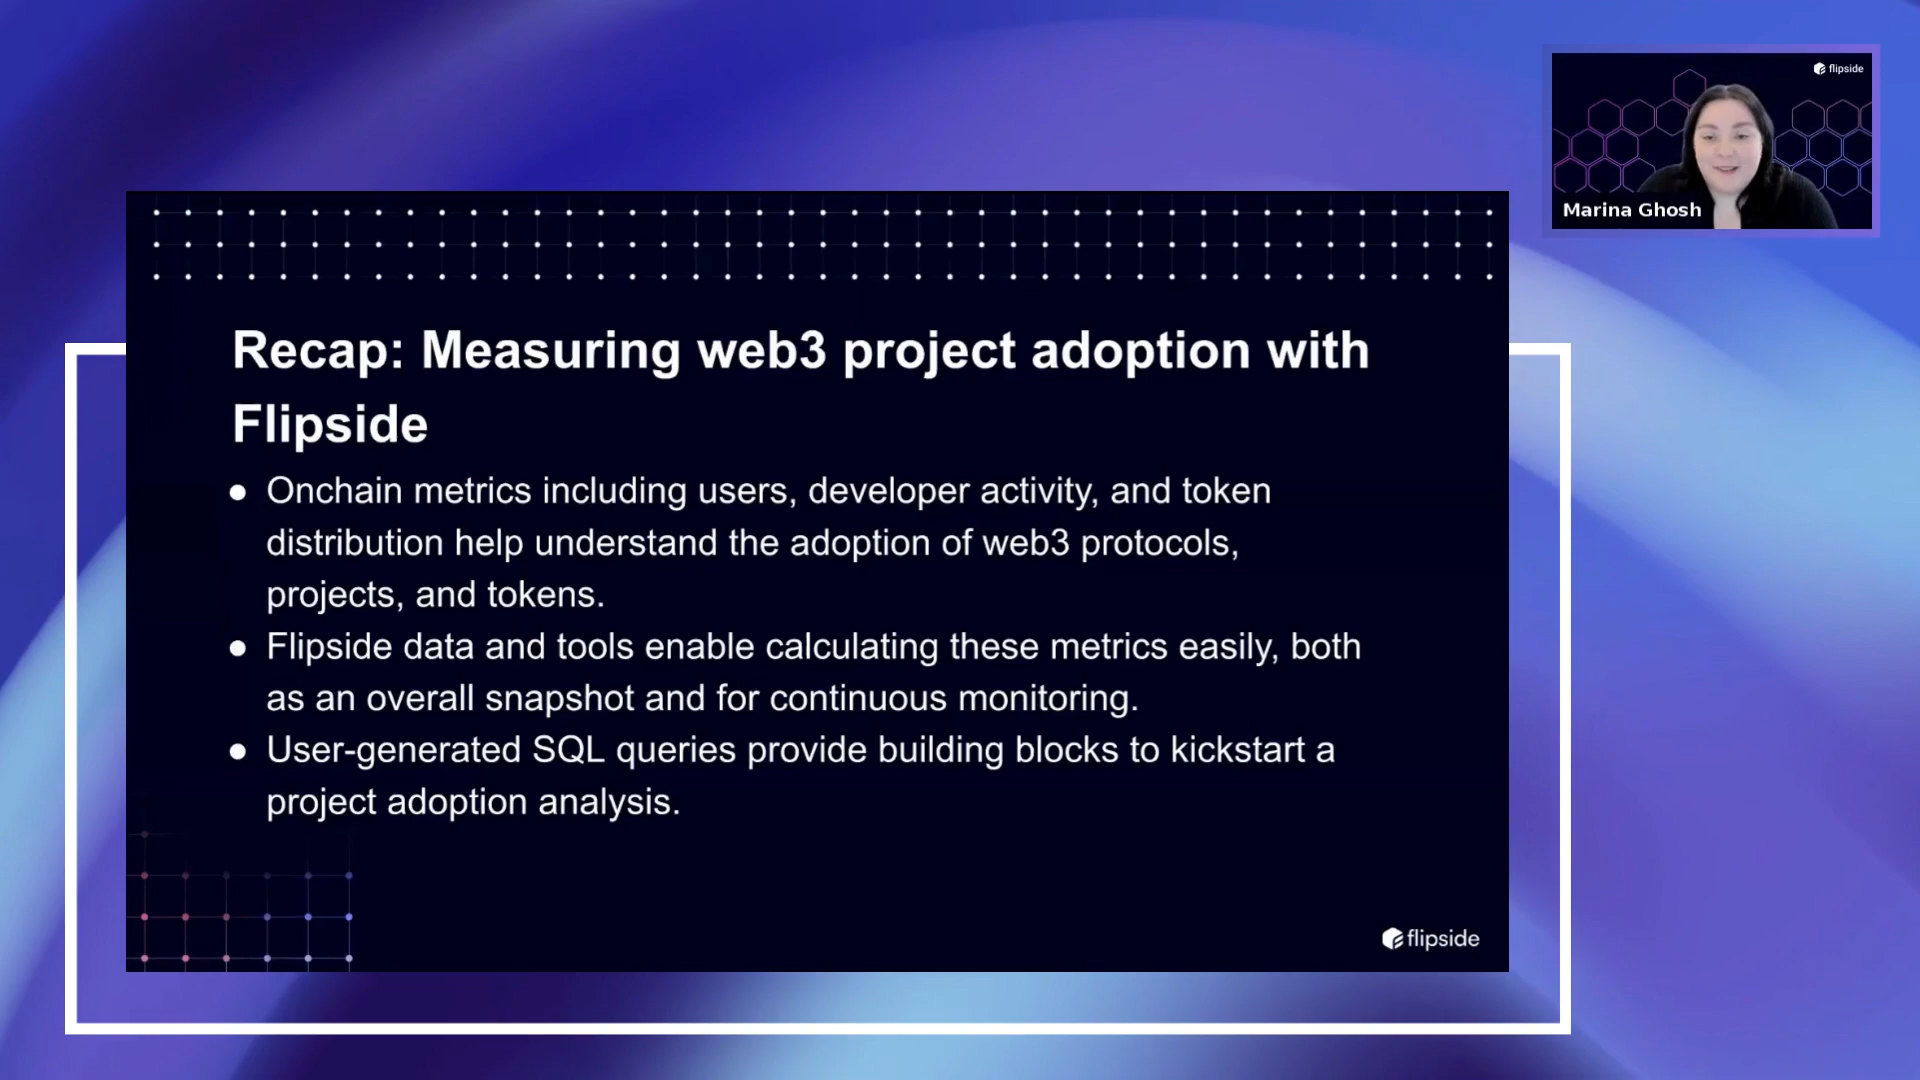 flipside
Marina Ghosh
Recap: Measuring web3 project adoption with
Flipside
● Onchain metrics including users, developer activity, and token
distribution help understand the adoption of web3 protocols,
projects, and tokens.
● Flipside data and tools enable calculating these metrics easily, both
as an overall snapshot and for continuous monitoring.
● User-generated SQL queries provide building blocks to kickstart a
project adoption analysis.
flipside